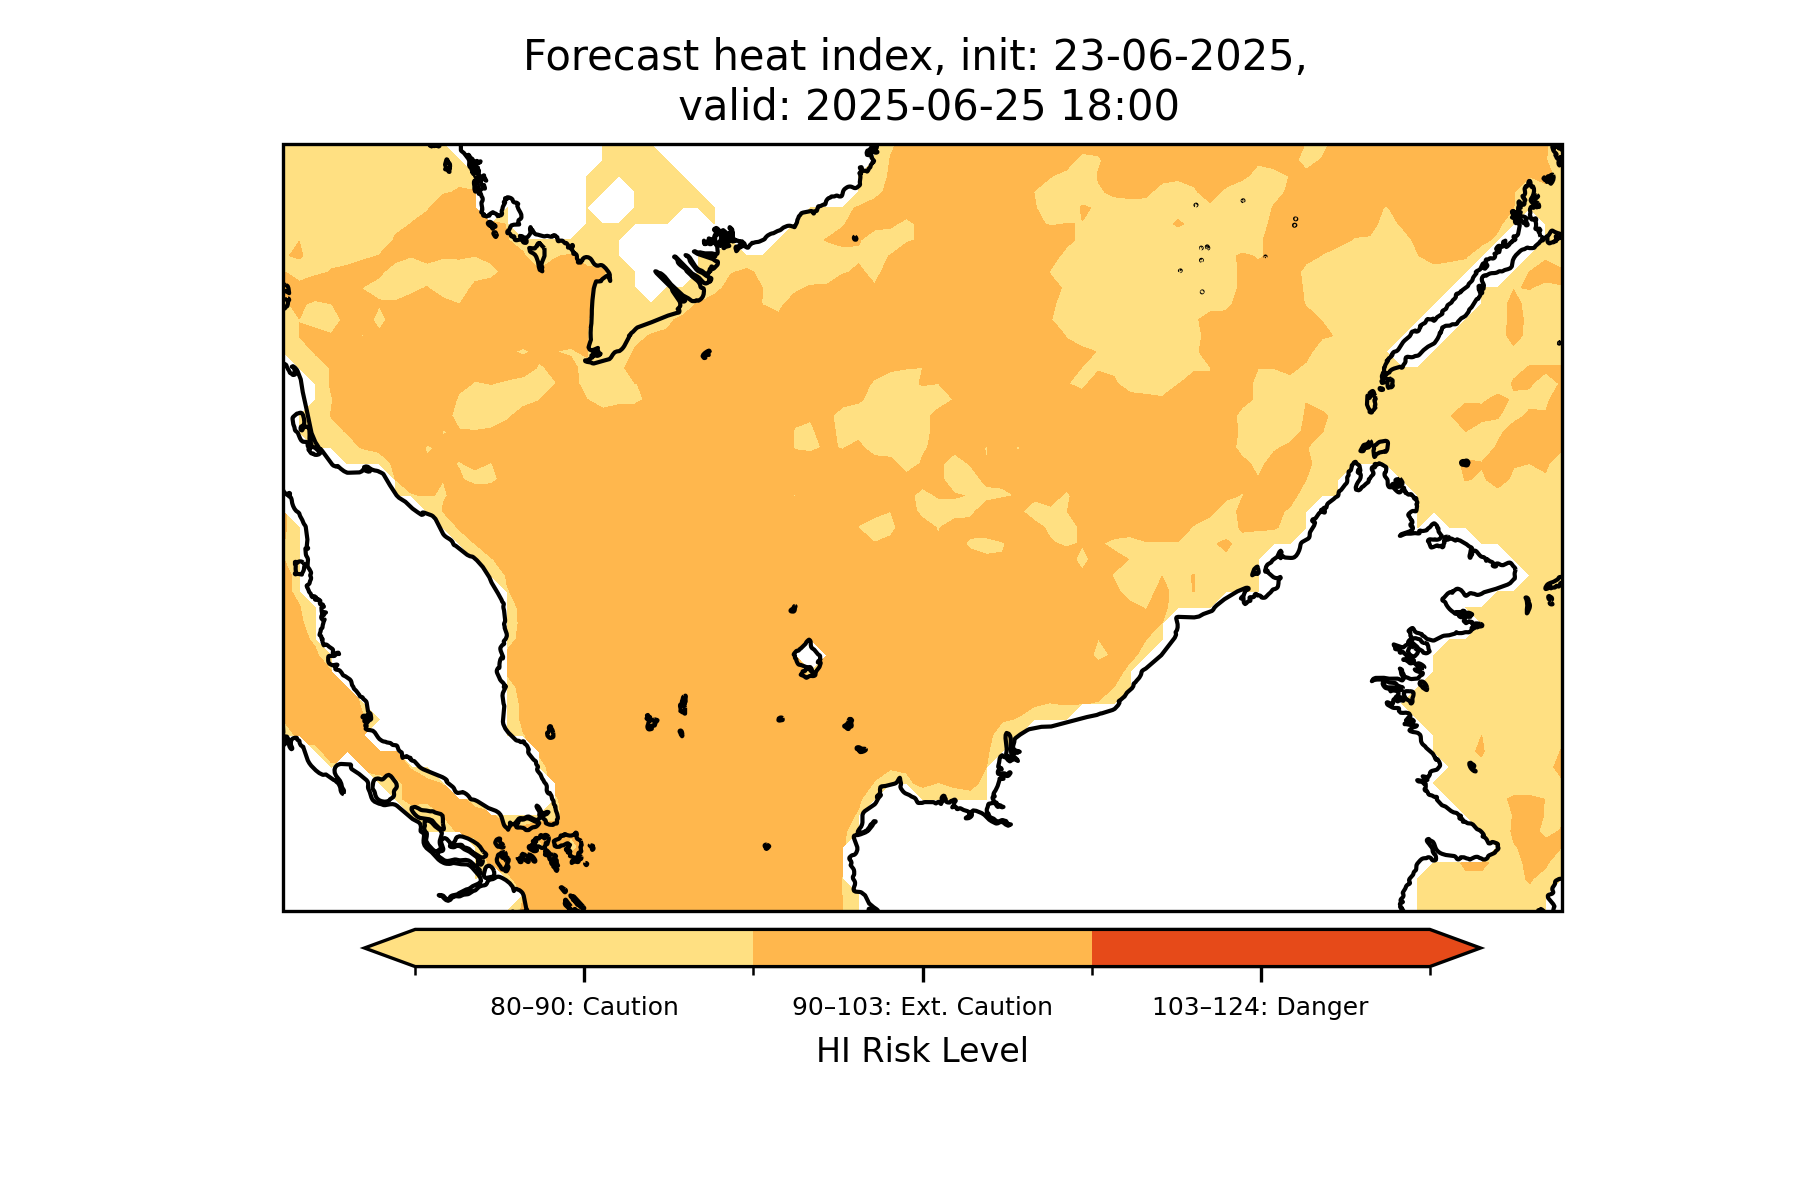 Forecast heat index, init: 23-06-2025,
valid: 2025-06-25 18:00
80–90: Caution
90–103: Ext. Caution
103–124: Danger
HI Risk Level